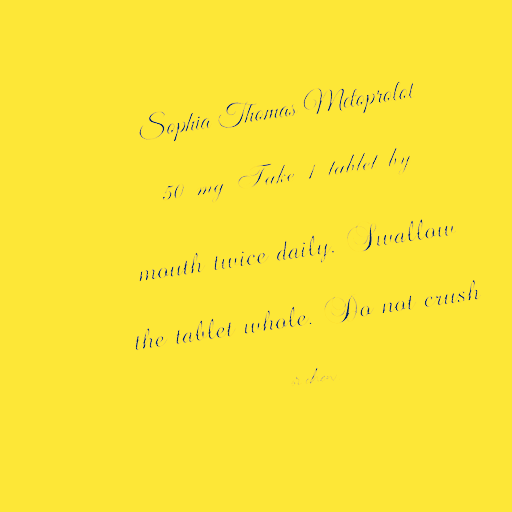 Sophia Thomas Metoprolol
50 mg Take 1 tablet by
mouth twice daily. Swallow
the tablet whole. Do not crush